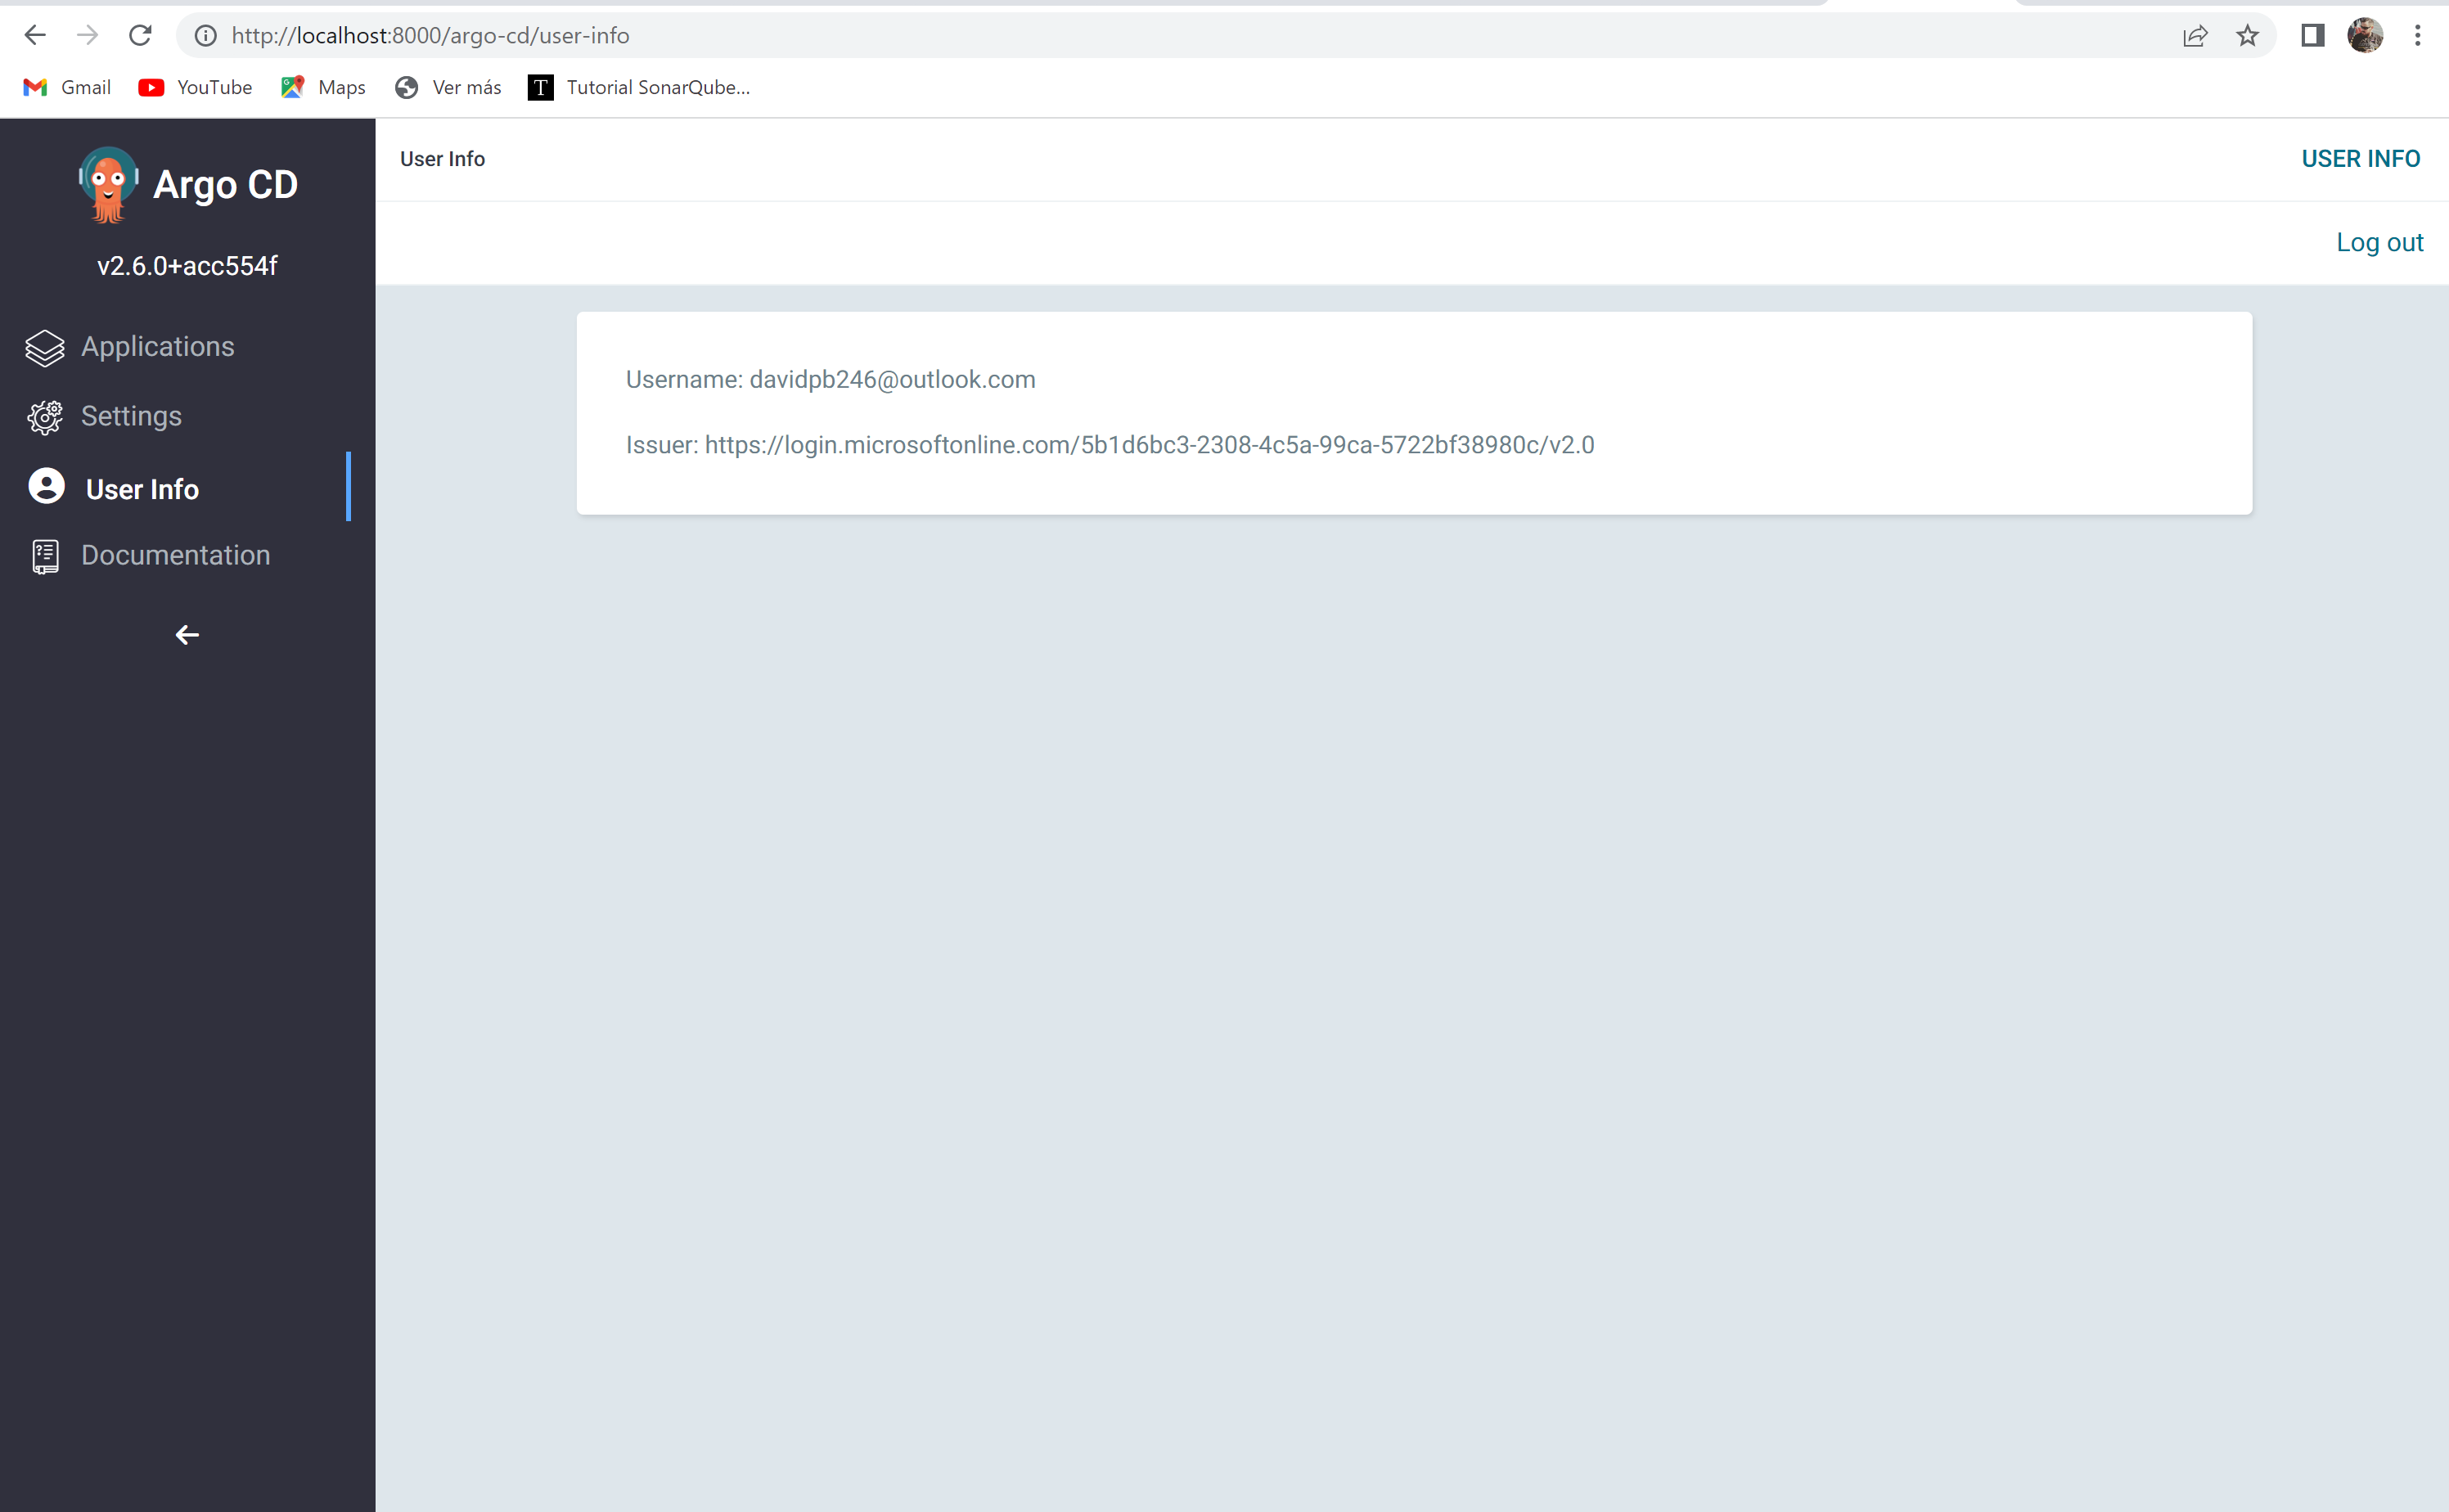 http://localhost:8000/argo-cd/user-info
Gmail YouTube Maps Ver más T Tutorial SonarQube...
Argo CD
v2.6.0+acc554f
Applications
Settings
User Info
Documentation
User Info USER INFO
Log out
Username: davidpb246@outlook.com
Issuer: https://login.microsoftonline.com/5b1d6bc3-2308-4c5a-99ca-5722bf38980c/v2.0